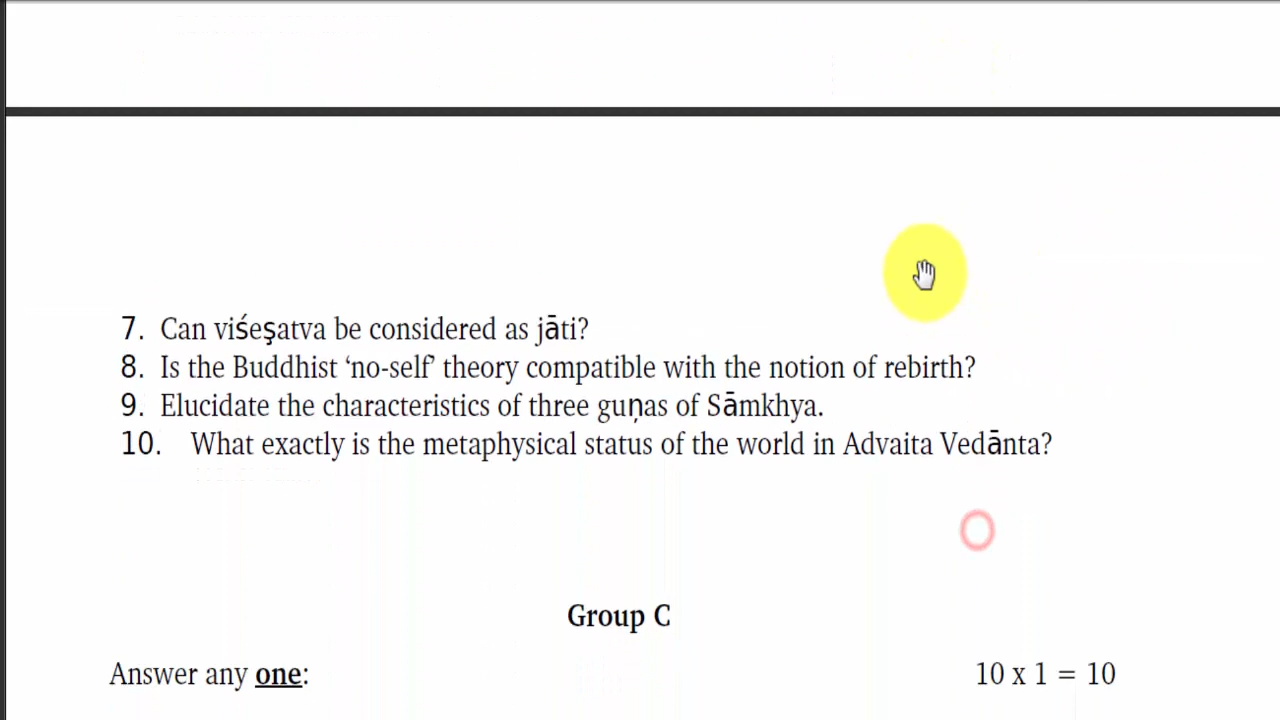 7. Can viśeṣatva be considered as jāti?
8. Is the Buddhist ‘no-self’ theory compatible with the notion of rebirth?
9. Elucidate the characteristics of three guṇas of Sāmkhya.
10. What exactly is the metaphysical status of the world in Advaita Vedānta?
Group C
Answer any one: 10 x 1 = 10